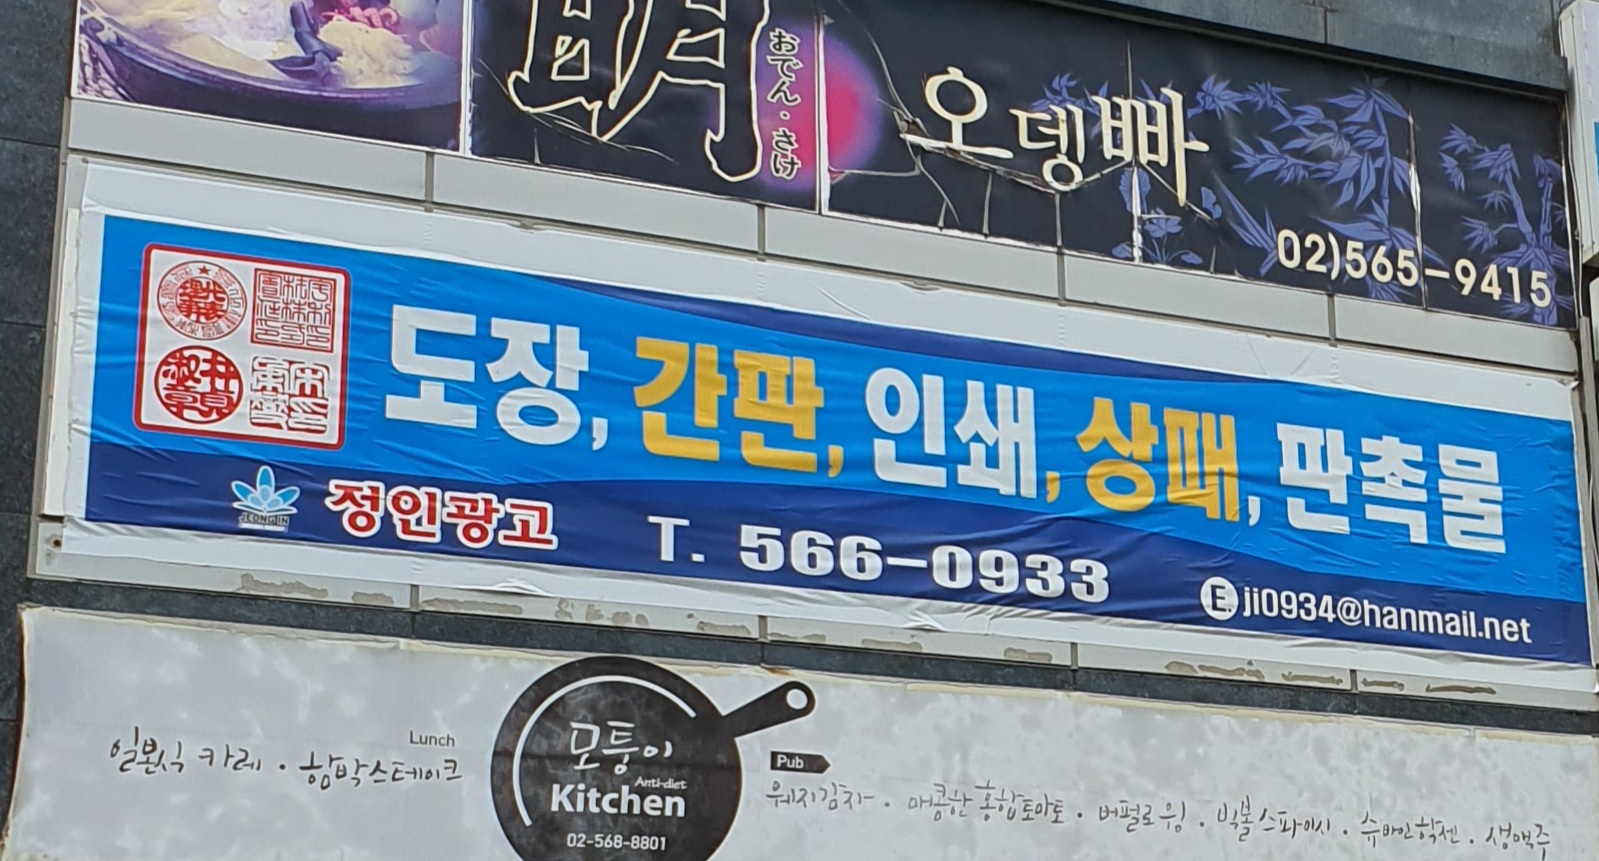 明
おでん・さけ
오뎅빠
02)565-9415
도장, 간판, 인쇄, 상패, 판촉물
JEONG IN
정인광고
T. 566-0933
E. ji0934@hanmail.net
Lunch
일본식 카레 · 함박스테이크
모퉁이
Anti-diet
Kitchen
02-568-8801
Pub
웨지감자 · 매콤한 홍합토마토 · 버팔로윙 · 빅볼스파이시 · 슈바인학센 · 생맥주